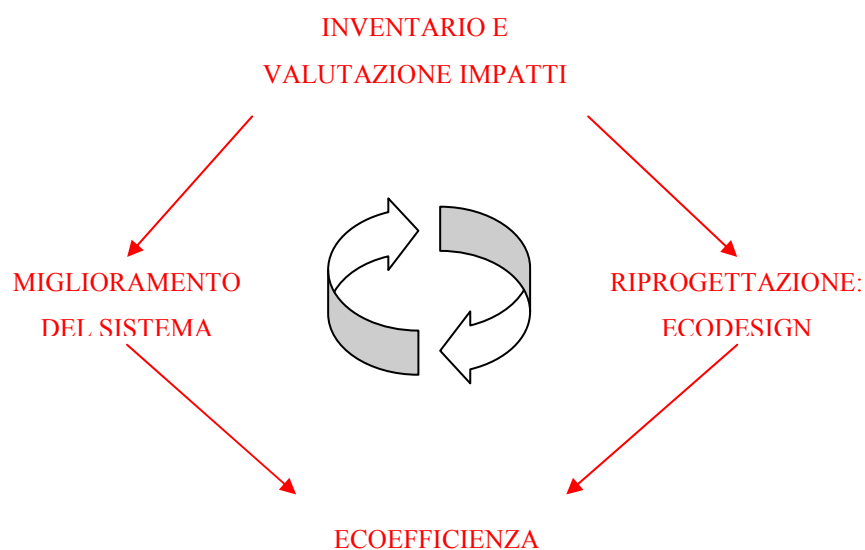 INVENTARIO E
VALUTAZIONE IMPATTI
MIGLIORAMENTO
DEL SISTEMA
RIPROGETTAZIONE:
ECODESIGN
ECOEFFICIENZA